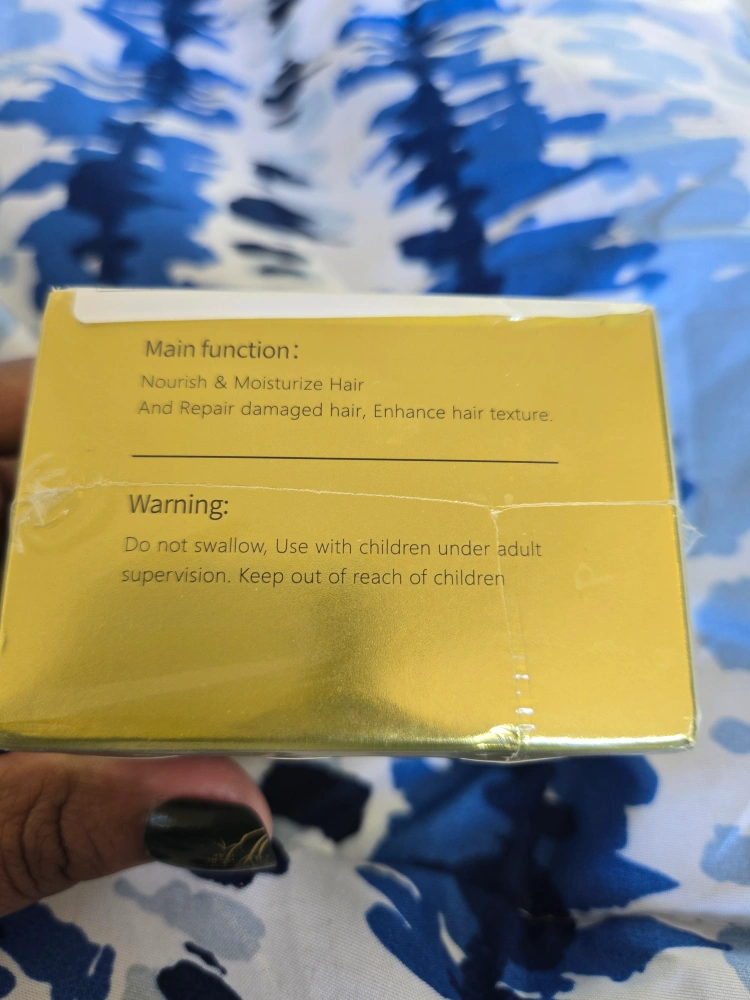 Main function:
Nourish & Moisturize Hair
And Repair damaged hair, Enhance hair texture.
Warning:
Do not swallow, Use with children under adult
supervision. Keep out of reach of children